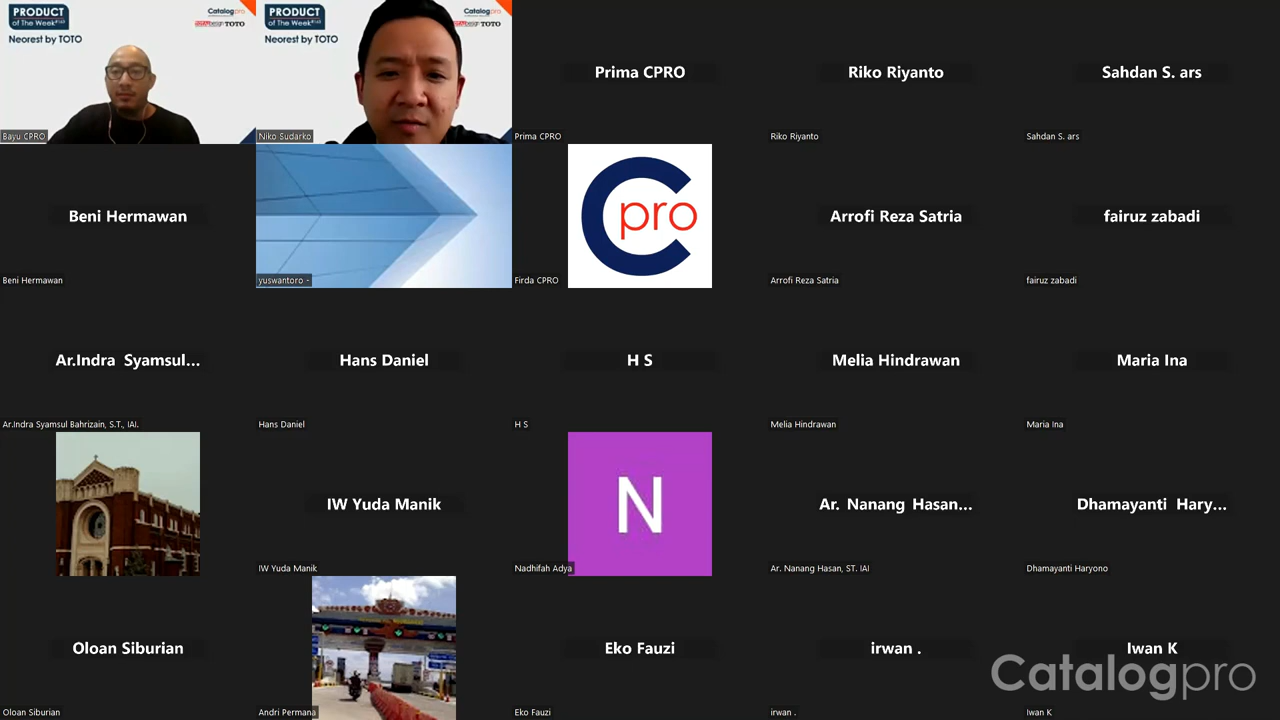 PRODUCT
of The Week
Catalogpro
TOTO
Neorest by TOTO
Bayu CPRO
PRODUCT
of The Week
Catalogpro
TOTO
Neorest by TOTO
Niko Sudarko
Prima CPRO
Prima CPRO
Riko Riyanto
Riko Riyanto
Sahdan S. ars
Sahdan S. ars
Beni Hermawan
Beni Hermawan
yuswantoro -
Cpro
Firda CPRO
Arrofi Reza Satria
Arrofi Reza Satria
fairuz zabadi
fairuz zabadi
Ar.Indra Syamsul...
Ar.Indra Syamsul Bahrizain, S.T., IAI.
Hans Daniel
Hans Daniel
H S
H S
Melia Hindrawan
Melia Hindrawan
Maria Ina
Maria Ina
IW Yuda Manik
IW Yuda Manik
N
Nadhifah Adya
Ar. Nanang Hasan...
Ar. Nanang Hasan, ST. IAI
Dhamayanti Hary...
Dhamayanti Haryono
Oloan Siburian
Oloan Siburian
Andri Permana
Eko Fauzi
Eko Fauzi
irwan .
irwan .
Iwan K
Iwan K
Catalogpro